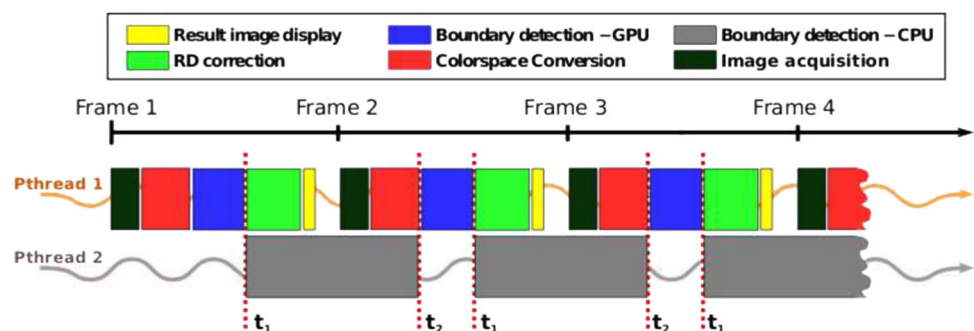 Result image display
Boundary detection – GPU
Boundary detection – CPU
RD correction
Colorspace Conversion
Image acquisition
Frame 1
Frame 2
Frame 3
Frame 4
Pthread 1
Pthread 2
t1
t2
t1
t2
t1